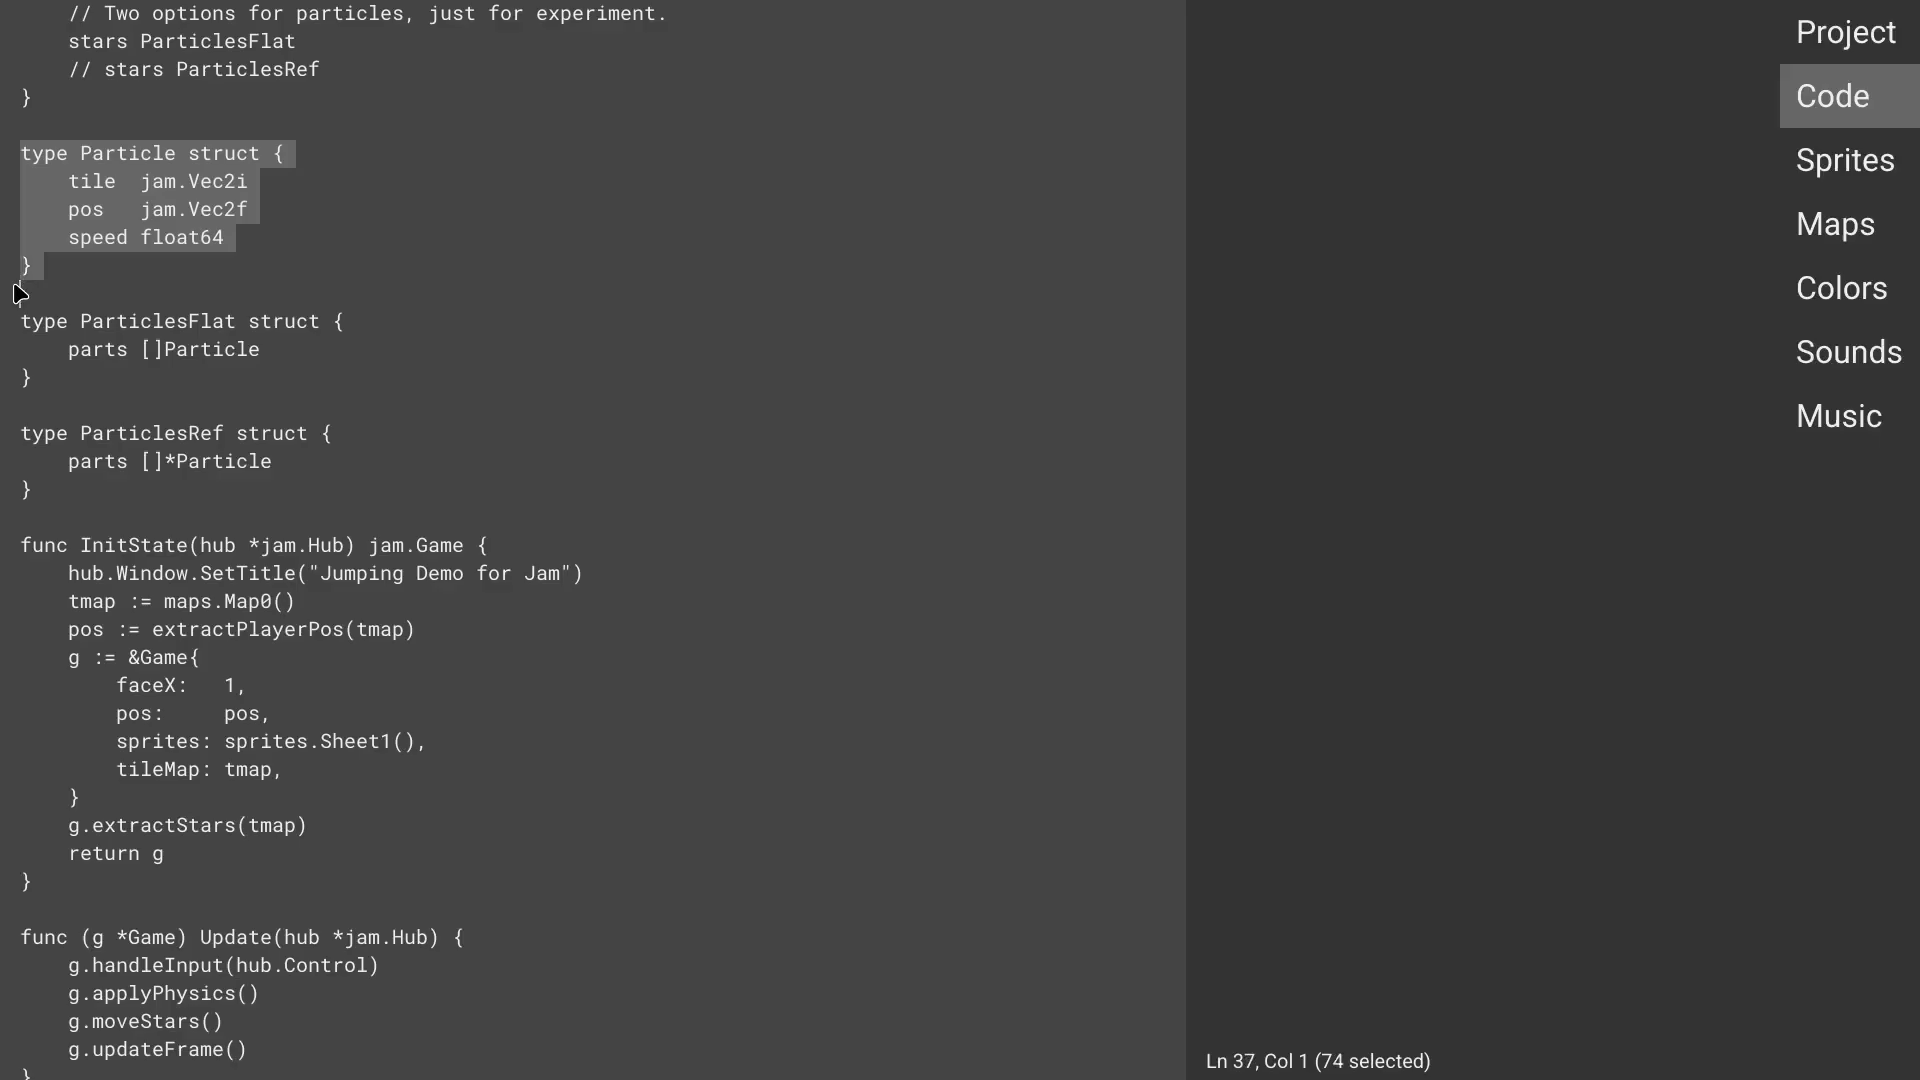 // Two options for particles, just for experiment.
    stars ParticlesFlat
    // stars ParticlesRef
}

type Particle struct {
    tile  jam.Vec2i
    pos   jam.Vec2f
    speed float64
}

type ParticlesFlat struct {
    parts []Particle
}

type ParticlesRef struct {
    parts []*Particle
}

func InitState(hub *jam.Hub) jam.Game {
    hub.Window.SetTitle("Jumping Demo for Jam")
    tmap := maps.Map0()
    pos := extractPlayerPos(tmap)
    g := &Game{
        faceX:   1,
        pos:     pos,
        sprites: sprites.Sheet1(),
        tileMap: tmap,
    }
    g.extractStars(tmap)
    return g
}

func (g *Game) Update(hub *jam.Hub) {
    g.handleInput(hub.Control)
    g.applyPhysics()
    g.moveStars()
    g.updateFrame()
}
Project
Code
Sprites
Maps
Colors
Sounds
Music
Ln 37, Col 1 (74 selected)